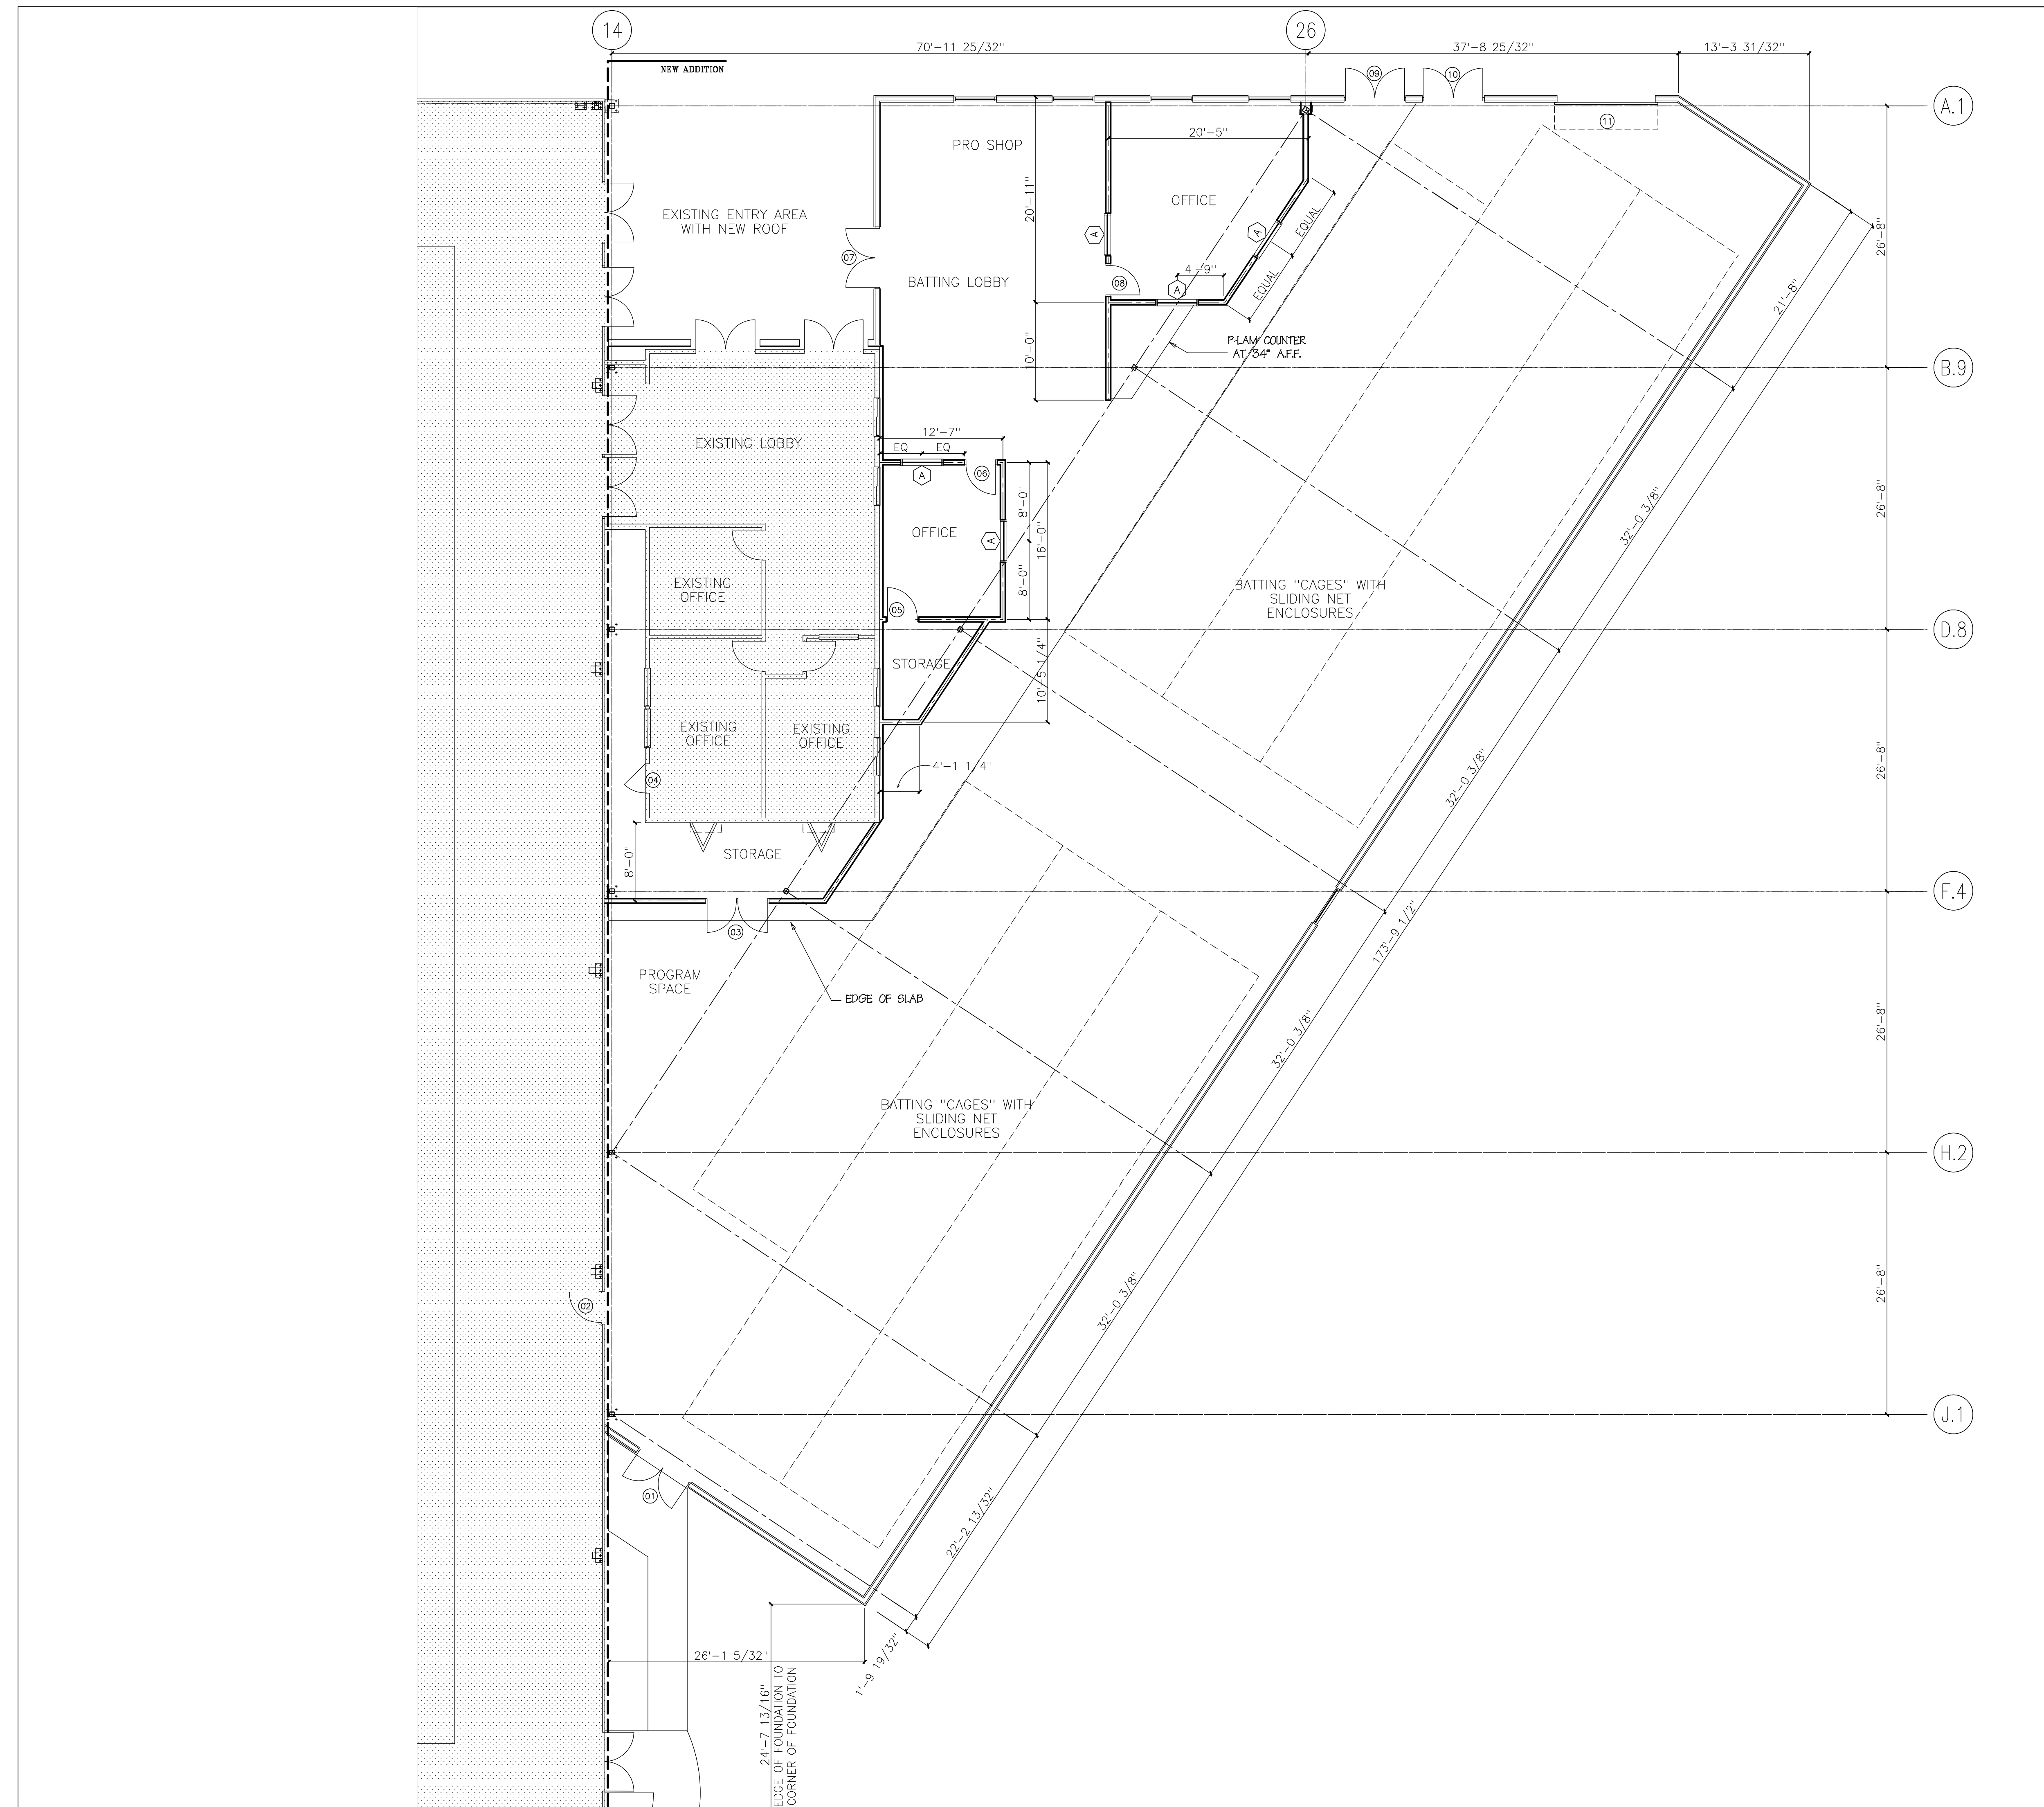 14
26
70'-11 25/32"
37'-8 25/32"
13'-3 31/32"
NEW ADDITION
09
10
A.1
11
20'-5"
PRO SHOP
OFFICE
20'-11"
EXISTING ENTRY AREA
WITH NEW ROOF
A
A
EQUAL
26'-8"
07
BATTING LOBBY
08
4'-9"
A
EQUAL
21'-8"
P-LAM COUNTER
AT 34" A.F.F.
10'-0"
B.9
EXISTING LOBBY
12'-7"
EQ
EQ
A
06
8'-0"
26'-8"
32'-0 3/8"
OFFICE
A
16'-0"
8'-0"
EXISTING
OFFICE
05
BATTING "CAGES" WITH
SLIDING NET
ENCLOSURES
D.8
STORAGE
10'-5 1/4"
EXISTING
OFFICE
EXISTING
OFFICE
04
4'-1 1/4"
32'-0 3/8"
26'-8"
8'-0"
STORAGE
F.4
03
173'-9 1/2"
PROGRAM
SPACE
EDGE OF SLAB
32'-0 3/8"
26'-8"
BATTING "CAGES" WITH
SLIDING NET
ENCLOSURES
H.2
02
32'-0 3/8"
26'-8"
J.1
01
22'-2 13/32"
26'-1 5/32"
1'-9 19/32"
24'-7 13/16"
EDGE OF FOUNDATION TO
CORNER OF FOUNDATION